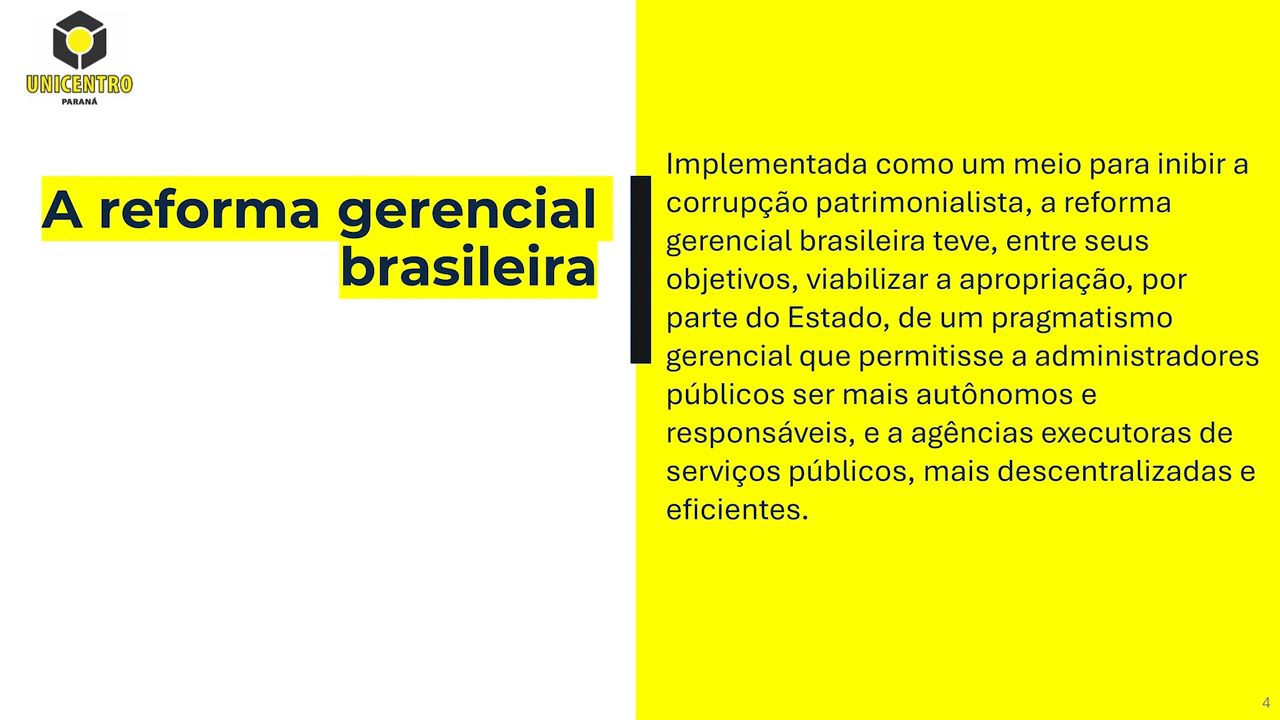 UNICENTRO
PARANÁ
A reforma gerencial
brasileira
Implementada como um meio para inibir a
corrupção patrimonialista, a reforma
gerencial brasileira teve, entre seus
objetivos, viabilizar a apropriação, por
parte do Estado, de um pragmatismo
gerencial que permitisse a administradores
públicos ser mais autônomos e
responsáveis, e a agências executoras de
serviços públicos, mais descentralizadas e
eficientes.
4